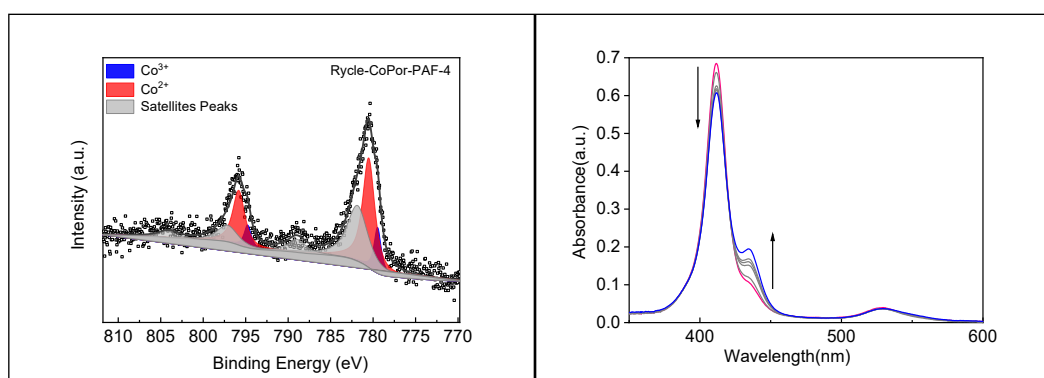 Co³⁺
Co²⁺
Satellites Peaks
Rycle-CoPor-PAF-4
Intensity (a.u.)
810 805 800 795 790 785 780 775 770
Binding Energy (eV)
0.7
0.6
0.5
0.4
0.3
0.2
0.1
0.0
Absorbance(a.u.)
400 500 600
Wavelength(nm)